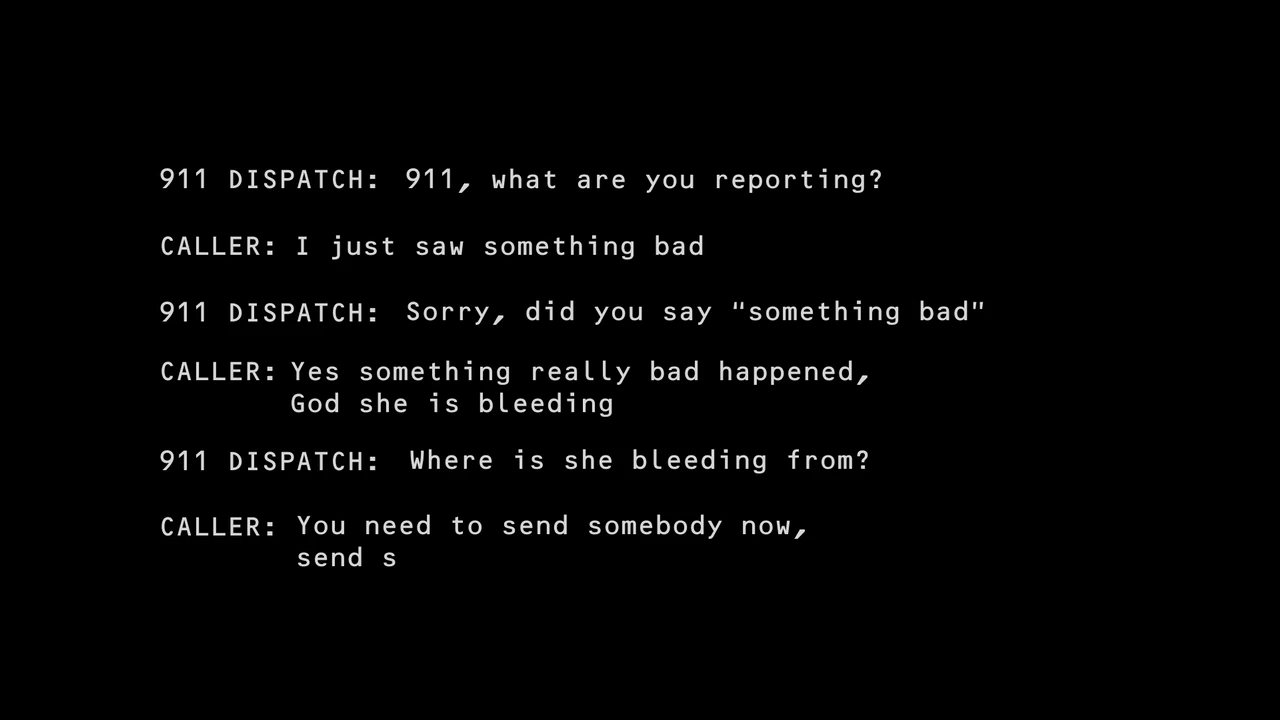 911 DISPATCH: 911, what are you reporting?
CALLER: I just saw something bad
911 DISPATCH: Sorry, did you say "something bad"
CALLER: Yes something really bad happened,
God she is bleeding
911 DISPATCH: Where is she bleeding from?
CALLER: You need to send somebody now,
send s